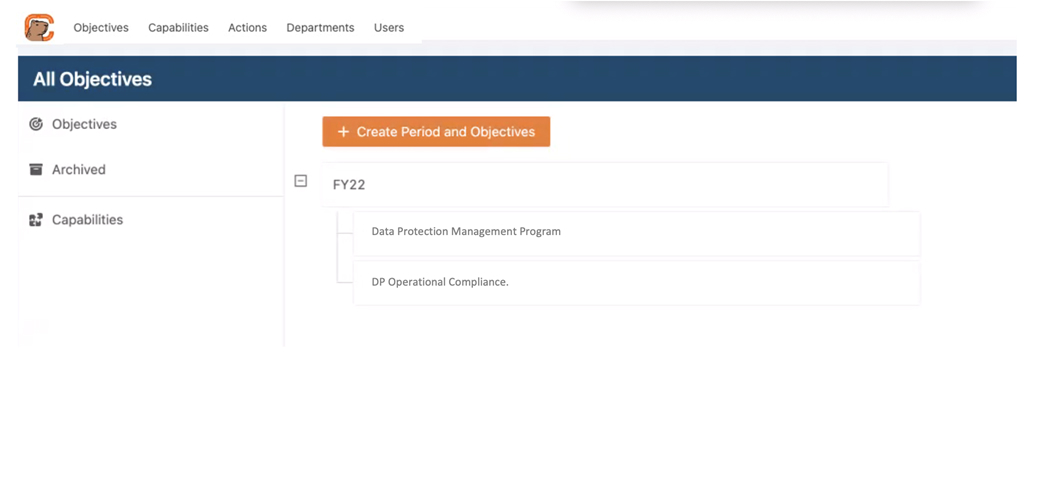 Objectives Capabilities Actions Departments Users
All Objectives
Objectives
Archived
Capabilities
+ Create Period and Objectives
FY22
Data Protection Management Program
DP Operational Compliance.